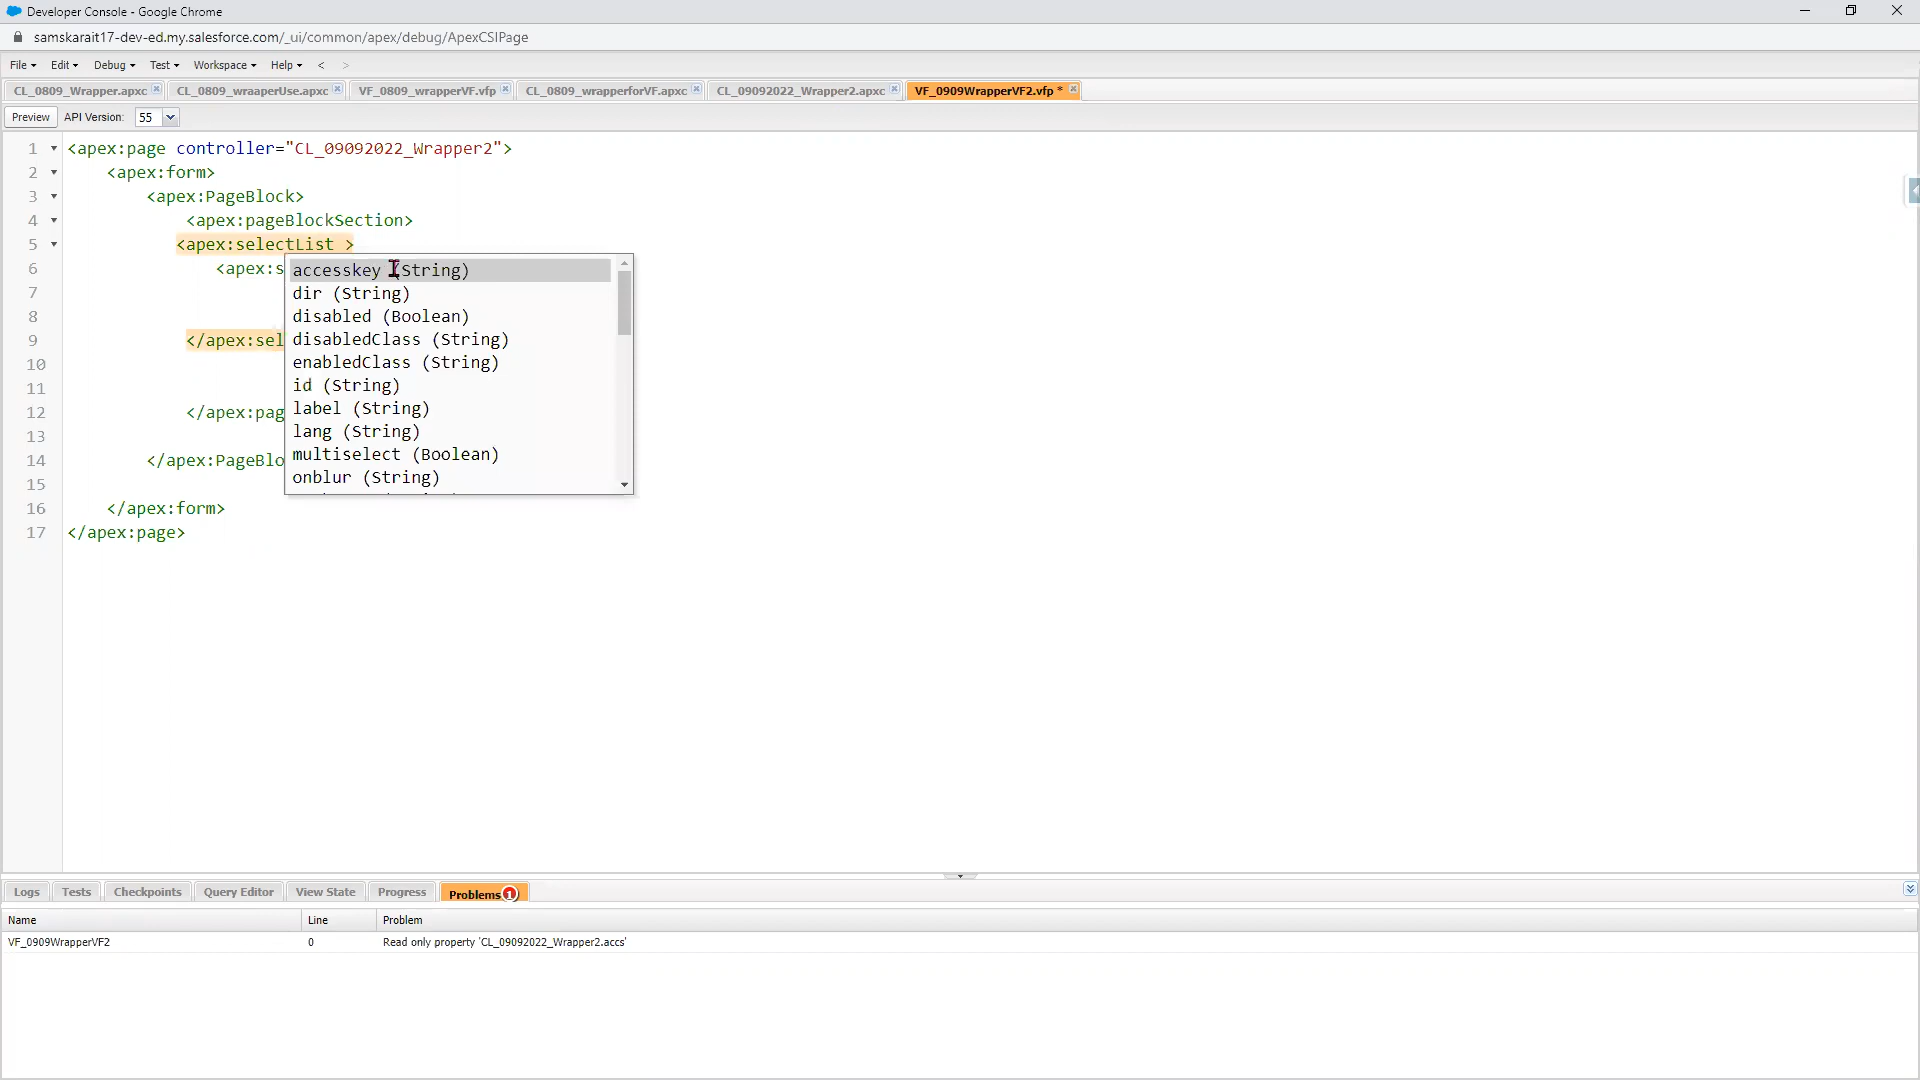 Developer Console - Google Chrome
samskarait17-dev-ed.my.salesforce.com/_ui/common/apex/debug/ApexCSIPage
File Edit Debug Test Workspace Help < >
CL_0809_Wrapper.apxc CL_0809_wraaperUse.apxc VF_0809_wrapperVF.vfp CL_0809_wrapperforVF.apxc CL_09092022_Wrapper2.apxc VF_0909WrapperVF2.vfp *
Preview API Version: 55
1 <apex:page controller="CL_09092022_Wrapper2">
2 <apex:form>
3 <apex:PageBlock>
4 <apex:pageBlockSection>
5 <apex:selectList >
6 <apex:s
7
8
9 </apex:sel
10
11
12 </apex:pag
13
14 </apex:PageBlo
15
16 </apex:form>
17 </apex:page>
accesskey (String)
dir (String)
disabled (Boolean)
disabledClass (String)
enabledClass (String)
id (String)
label (String)
lang (String)
multiselect (Boolean)
onblur (String)
Logs Tests Checkpoints Query Editor View State Progress Problems 1
Name Line Problem
VF_0909WrapperVF2 0 Read only property 'CL_09092022_Wrapper2.accs'